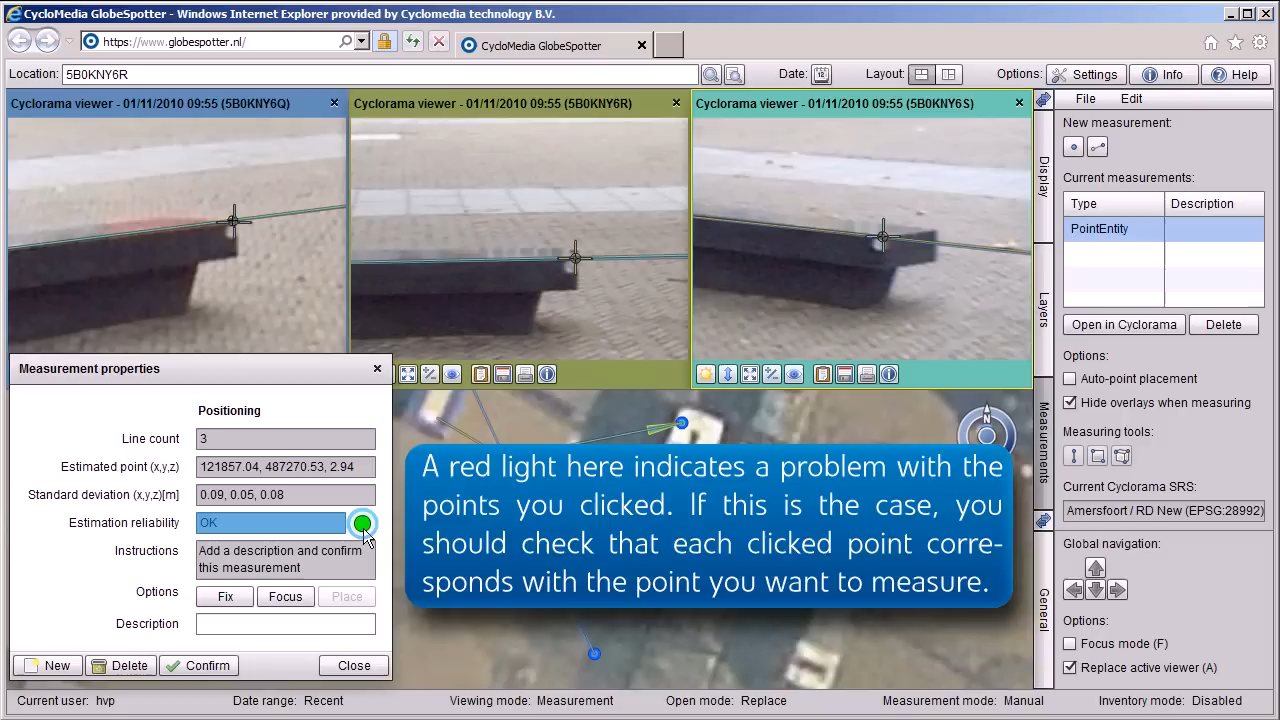 CycloMedia GlobeSpotter - Windows Internet Explorer provided by Cyclomedia technology B.V.
https://www.globespotter.nl/
CycloMedia GlobeSpotter
Location: 5B0KNY6R
Date: 12
Layout:
Options: Settings Info Help
Cyclorama viewer - 01/11/2010 09:55 (5B0KNY6Q)
Cyclorama viewer - 01/11/2010 09:55 (5B0KNY6R)
Cyclorama viewer - 01/11/2010 09:55 (5B0KNY6S)
Display
Layers
Measurements
General
File Edit
New measurement:
Current measurements:
Type Description
PointEntity
Open in Cyclorama Delete
Options:
Auto-point placement
Hide overlays when measuring
Measuring tools:
Current Cyclorama SRS:
Amersfoort / RD New (EPSG:28992)
Global navigation:
Options:
Focus mode (F)
Replace active viewer (A)
N
Measurement properties
Positioning
Line count 3
Estimated point (x,y,z) 121857.04, 487270.53, 2.94
Standard deviation (x,y,z)[m] 0.09, 0.05, 0.08
Estimation reliability OK
Instructions Add a description and confirm
this measurement
Options Fix Focus Place
Description
New Delete Confirm Close
A red light here indicates a problem with the
points you clicked. If this is the case, you
should check that each clicked point corre-
sponds with the point you want to measure.
Current user: hvp Date range: Recent Viewing mode: Measurement Open mode: Replace Measurement mode: Manual Inventory mode: Disabled